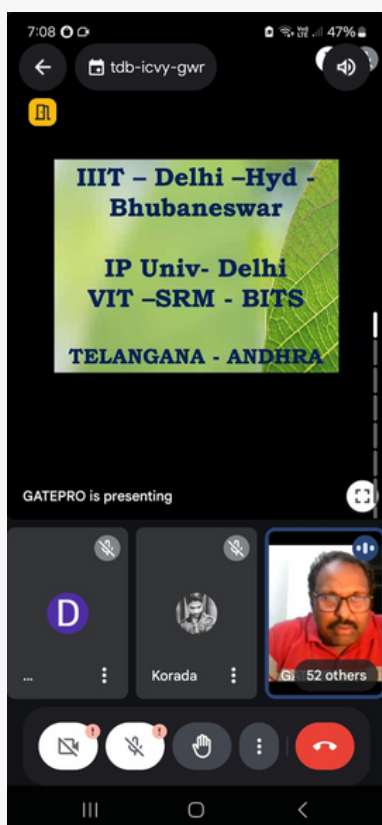 7:08
47%
tdb-icvy-gwr
IIIT – Delhi –Hyd -
Bhubaneswar
IP Univ- Delhi
VIT –SRM - BITS
TELANGANA - ANDHRA
GATEPRO is presenting
D
...
Korada
52 others